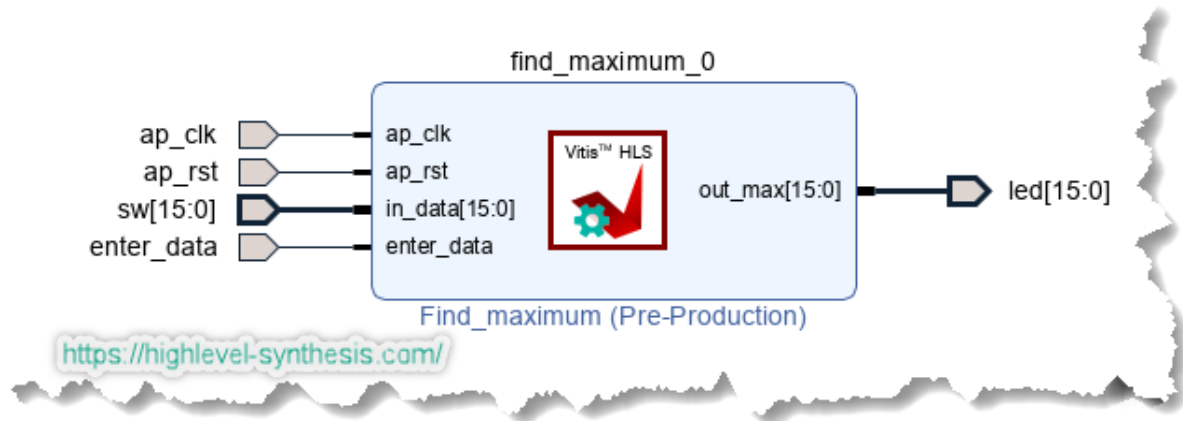 find_maximum_0
ap_clk
ap_rst
sw[15:0]
enter_data
ap_clk
ap_rst
in_data[15:0]
enter_data
Vitis™ HLS
out_max[15:0]
led[15:0]
Find_maximum (Pre-Production)
https://highlevel-synthesis.com/